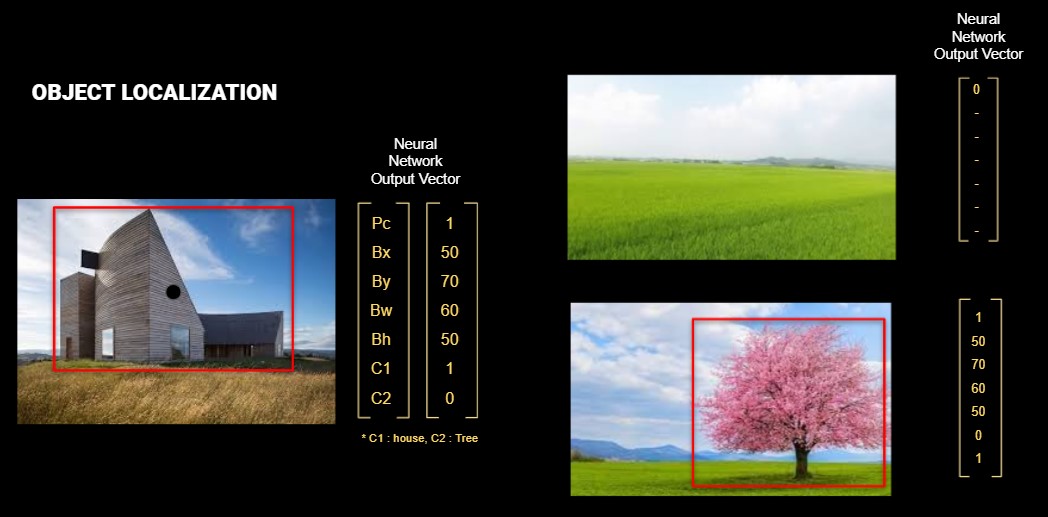 OBJECT LOCALIZATION
Neural
Network
Output Vector
Pc 1
Bx 50
By 70
Bw 60
Bh 50
C1 1
C2 0
* C1 : house, C2 : Tree
Neural
Network
Output Vector
0
-
-
-
-
-
-
1
50
70
60
50
0
1